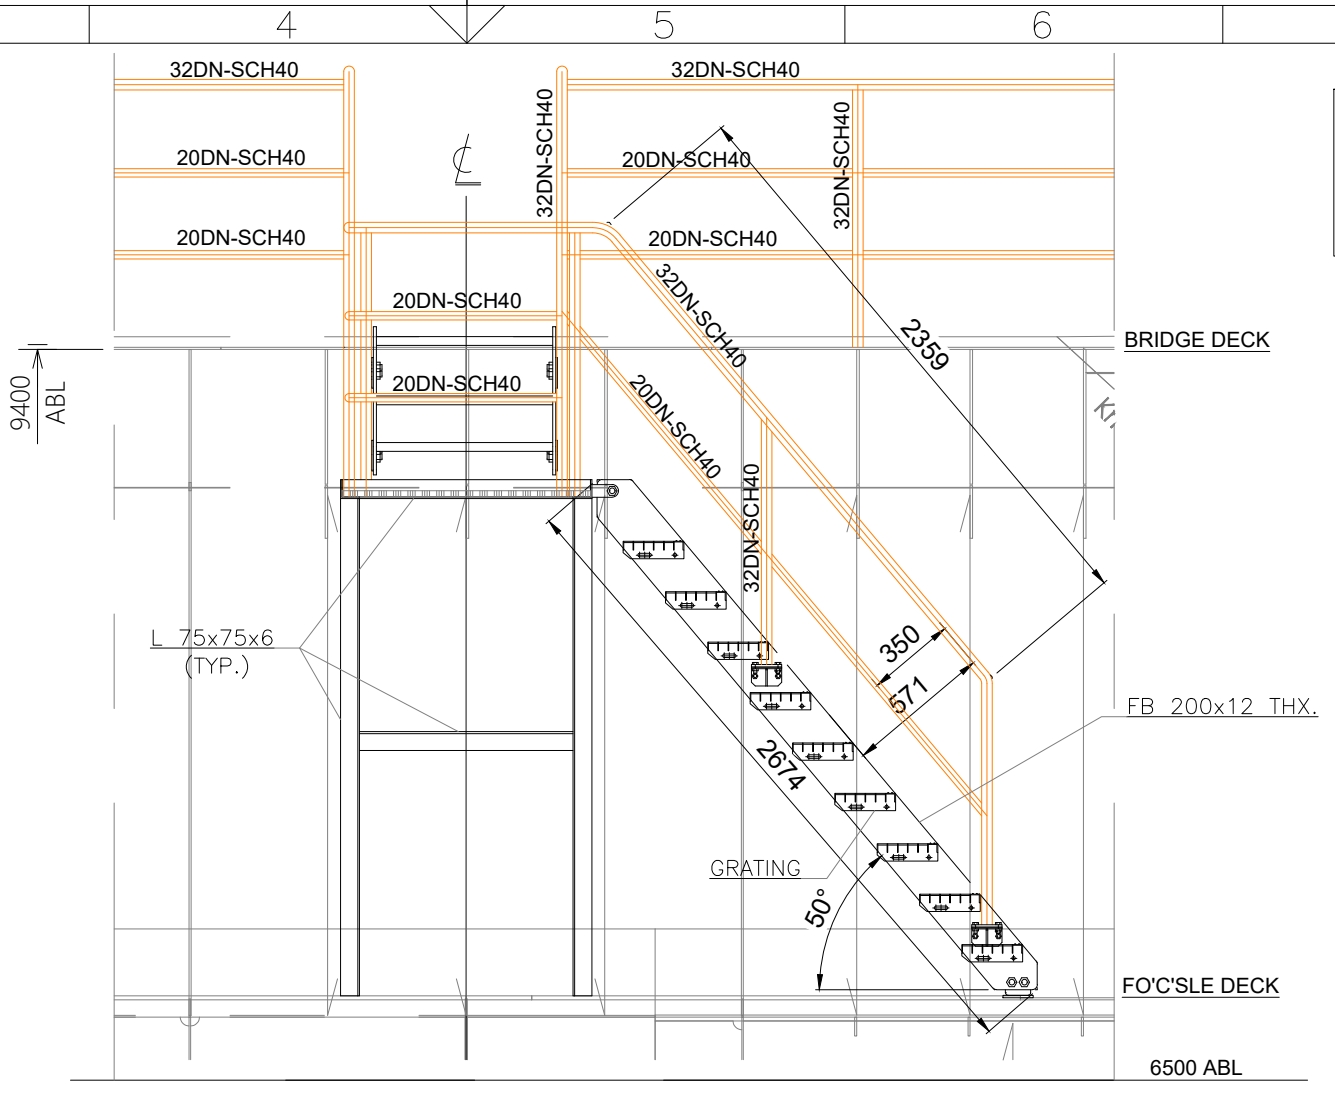 4
5
6
32DN-SCH40
32DN-SCH40
32DN-SCH40
32DN-SCH40
20DN-SCH40
20DN-SCH40
℄
20DN-SCH40
20DN-SCH40
32DN-SCH40
20DN-SCH40
2359
BRIDGE DECK
9400
ABL
20DN-SCH40
20DN-SCH40
32DN-SCH40
L 75x75x6
(TYP.)
350
571
FB 200x12 THX.
2674
GRATING
50°
FO'C'SLE DECK
6500 ABL